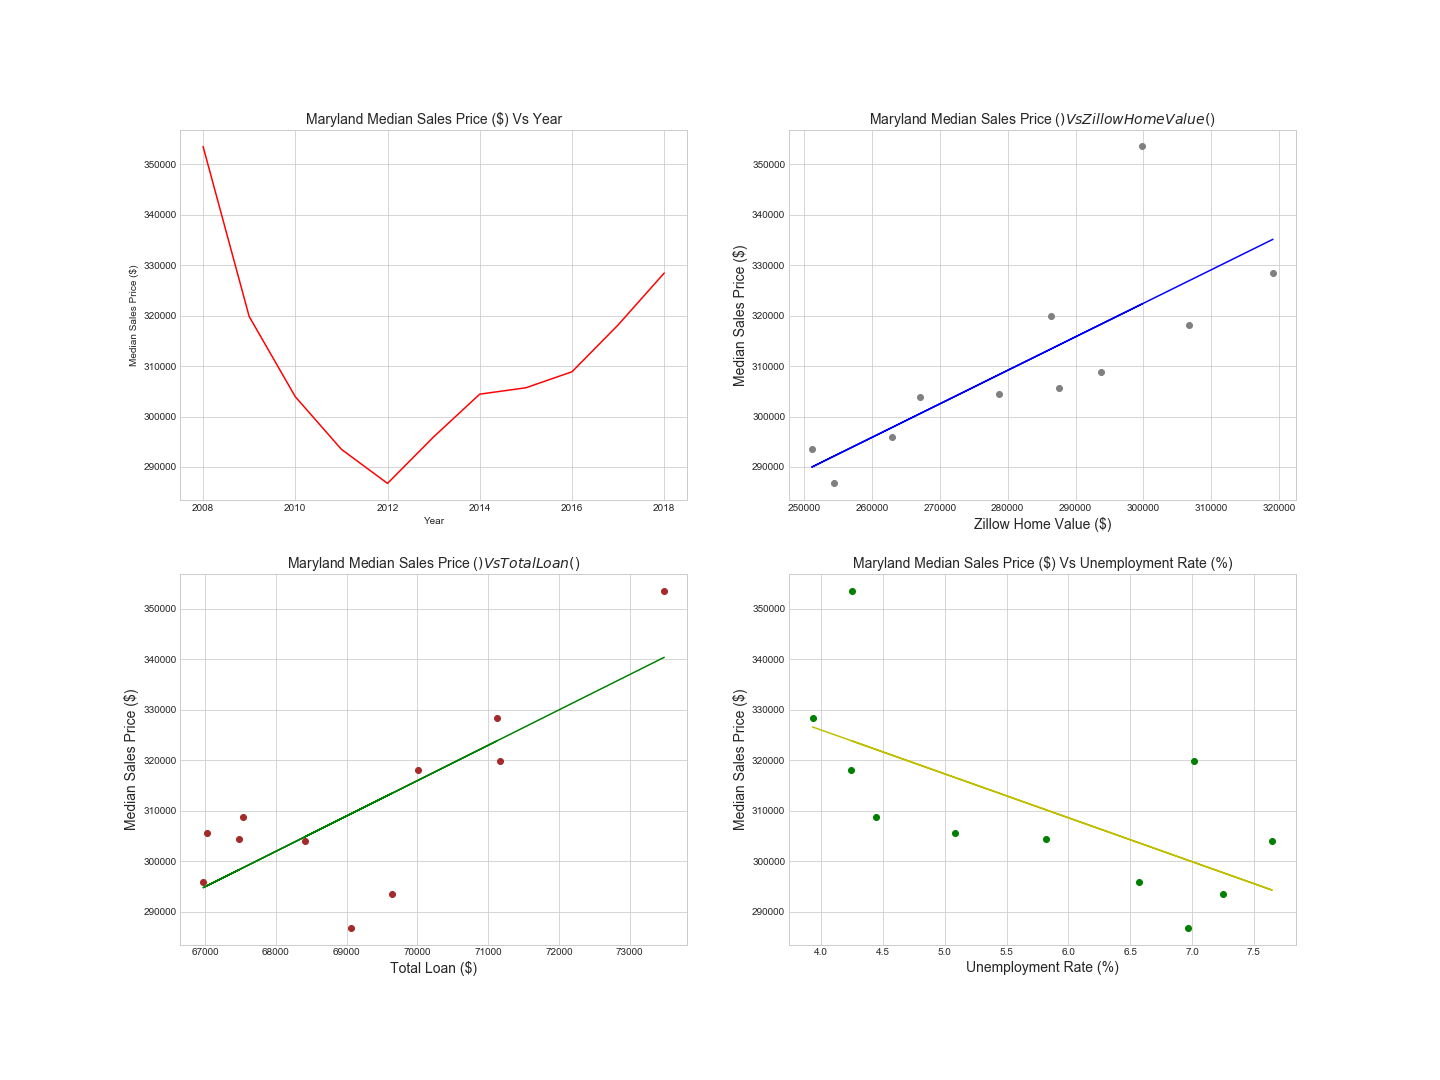 Maryland Median Sales Price ($) Vs Year
350000
340000
330000
320000
310000
300000
290000
Median Sales Price ($)
2008 2010 2012 2014 2016 2018
Year
Maryland Median Sales Price ()VsZillowHomeValue()
350000
340000
330000
320000
310000
300000
290000
Median Sales Price ($)
250000 260000 270000 280000 290000 300000 310000 320000
Zillow Home Value ($)
Maryland Median Sales Price ()VsTotalLoan()
350000
340000
330000
320000
310000
300000
290000
Median Sales Price ($)
67000 68000 69000 70000 71000 72000 73000
Total Loan ($)
Maryland Median Sales Price ($) Vs Unemployment Rate (%)
350000
340000
330000
320000
310000
300000
290000
Median Sales Price ($)
4.0 4.5 5.0 5.5 6.0 6.5 7.0 7.5
Unemployment Rate (%)